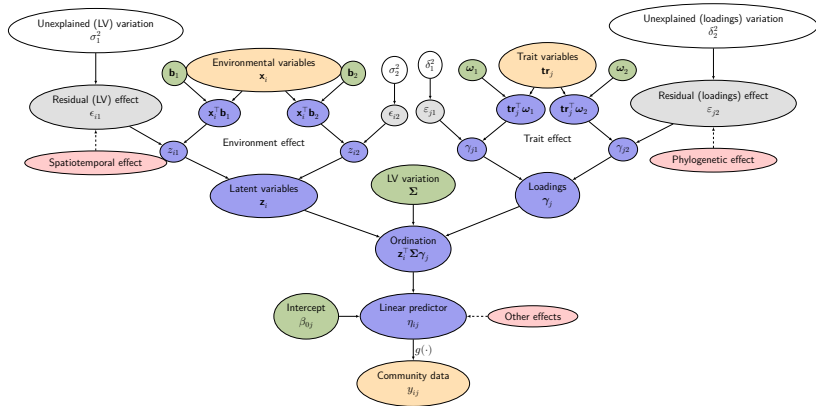 Unexplained (LV) variation
σ₁²
Unexplained (loadings) variation
δ₂²
Environmental variables
𝐱ᵢ
Trait variables
𝐭𝐫ⱼ
𝐛₁
𝐛₂
σ₂²
δ₁²
𝛚₁
𝛚₂
Residual (LV) effect
ϵᵢ₁
𝐱ᵢ⊤𝐛₁
𝐱ᵢ⊤𝐛₂
ϵᵢ₂
εⱼ₁
𝐭𝐫ⱼ⊤𝛚₁
𝐭𝐫ⱼ⊤𝛚₂
Residual (loadings) effect
εⱼ₂
Environment effect
Trait effect
Spatiotemporal effect
zᵢ₁
zᵢ₂
γⱼ₁
γⱼ₂
Phylogenetic effect
Latent variables
𝐳ᵢ
LV variation
𝚺
Loadings
𝛄ⱼ
Ordination
𝐳ᵢ⊤𝚺𝛄ⱼ
Intercept
β₀ⱼ
Linear predictor
ηᵢⱼ
Other effects
g(·)
Community data
yᵢⱼ